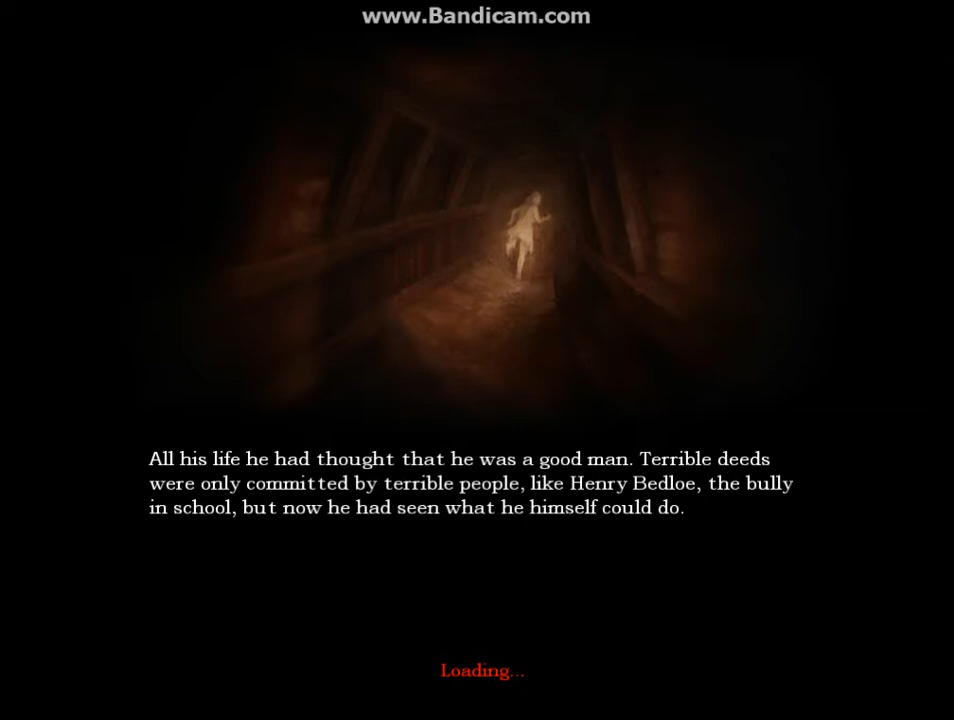 www.Bandicam.com
All his life he had thought that he was a good man. Terrible deeds
were only committed by terrible people, like Henry Bedloe, the bully
in school, but now he had seen what he himself could do.
Loading...